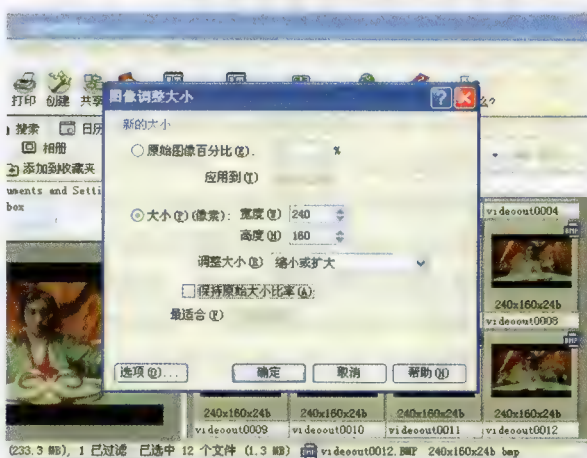 打印 创建 共享
么?
图像调整大小
搜索 日历
相册
添加到收藏夹
uments and Setti
box
新的大小
原始图像百分比(E).
%
应用到(T)
大小(P)(像素): 宽度(W) 240
高度(H) 160
调整大小(R) 缩小或扩大
保持原始大小比率(A)
最适合(F)
选项(O)... 确定 取消 帮助(H)
videoout0004
240x160x24b
videoout0008
240x160x24b 240x160x24b 240x160x24b 240x160x24b
videoout0009 videoout0010 videoout0011 videoout0012
(233.3 MB), 1 已过滤 已选中 12 个文件 (1.3 MB) videoout0012.BMP 240x160x24b bmp